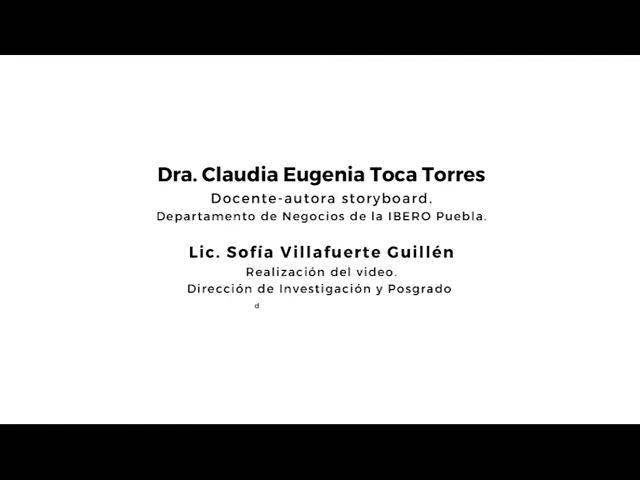 Dra. Claudia Eugenia Toca Torres
Docente-autora storyboard.
Departamento de Negocios de la IBERO Puebla.
Lic. Sofía Villafuerte Guillén
Realización del video.
Dirección de Investigación y Posgrado
d